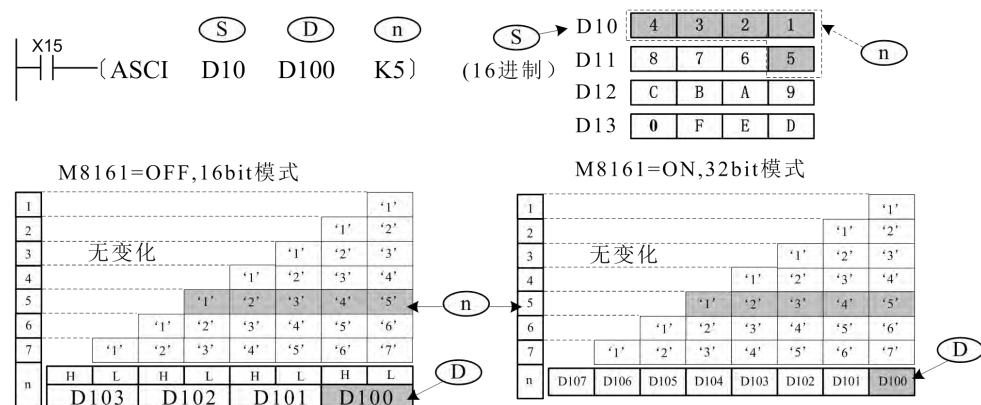 X15
S D n
〔ASCI D10 D100 K5〕
S
(16进制)
n
D10 4 3 2 1
D11 8 7 6 5
D12 C B A 9
D13 0 F E D
M8161=OFF,16bit模式
无变化
1 ‘1’
2 ‘1’ ‘2’
3 ‘1’ ‘2’ ‘3’
4 ‘1’ ‘2’ ‘3’ ‘4’
5 ‘1’ ‘2’ ‘3’ ‘4’ ‘5’
6 ‘1’ ‘2’ ‘3’ ‘4’ ‘5’ ‘6’
7 ‘1’ ‘2’ ‘3’ ‘4’ ‘5’ ‘6’ ‘7’
n H L H L H L H L
D103 D102 D101 D100
n
D
M8161=ON,32bit模式
无变化
1 ‘1’
2 ‘1’ ‘2’
3 ‘1’ ‘2’ ‘3’
4 ‘1’ ‘2’ ‘3’ ‘4’
5 ‘1’ ‘2’ ‘3’ ‘4’ ‘5’
6 ‘1’ ‘2’ ‘3’ ‘4’ ‘5’ ‘6’
7 ‘1’ ‘2’ ‘3’ ‘4’ ‘5’ ‘6’ ‘7’
n D107 D106 D105 D104 D103 D102 D101 D100
D